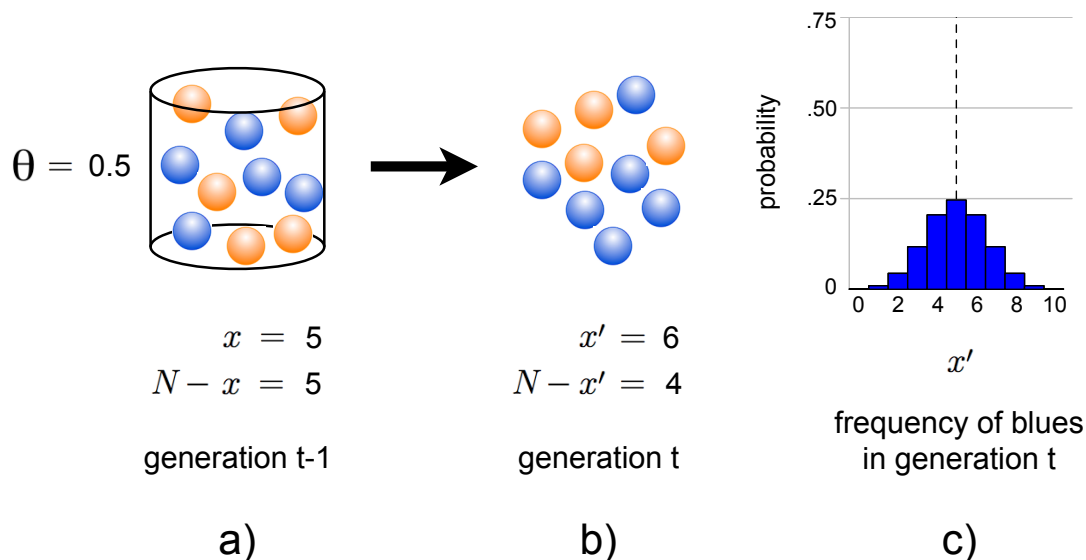 θ = 0.5
x = 5
N − x = 5
generation t-1
a)
x′ = 6
N − x′ = 4
generation t
b)
probability
.75
.50
.25
0
0 2 4 6 8 10
x′
frequency of blues
in generation t
c)